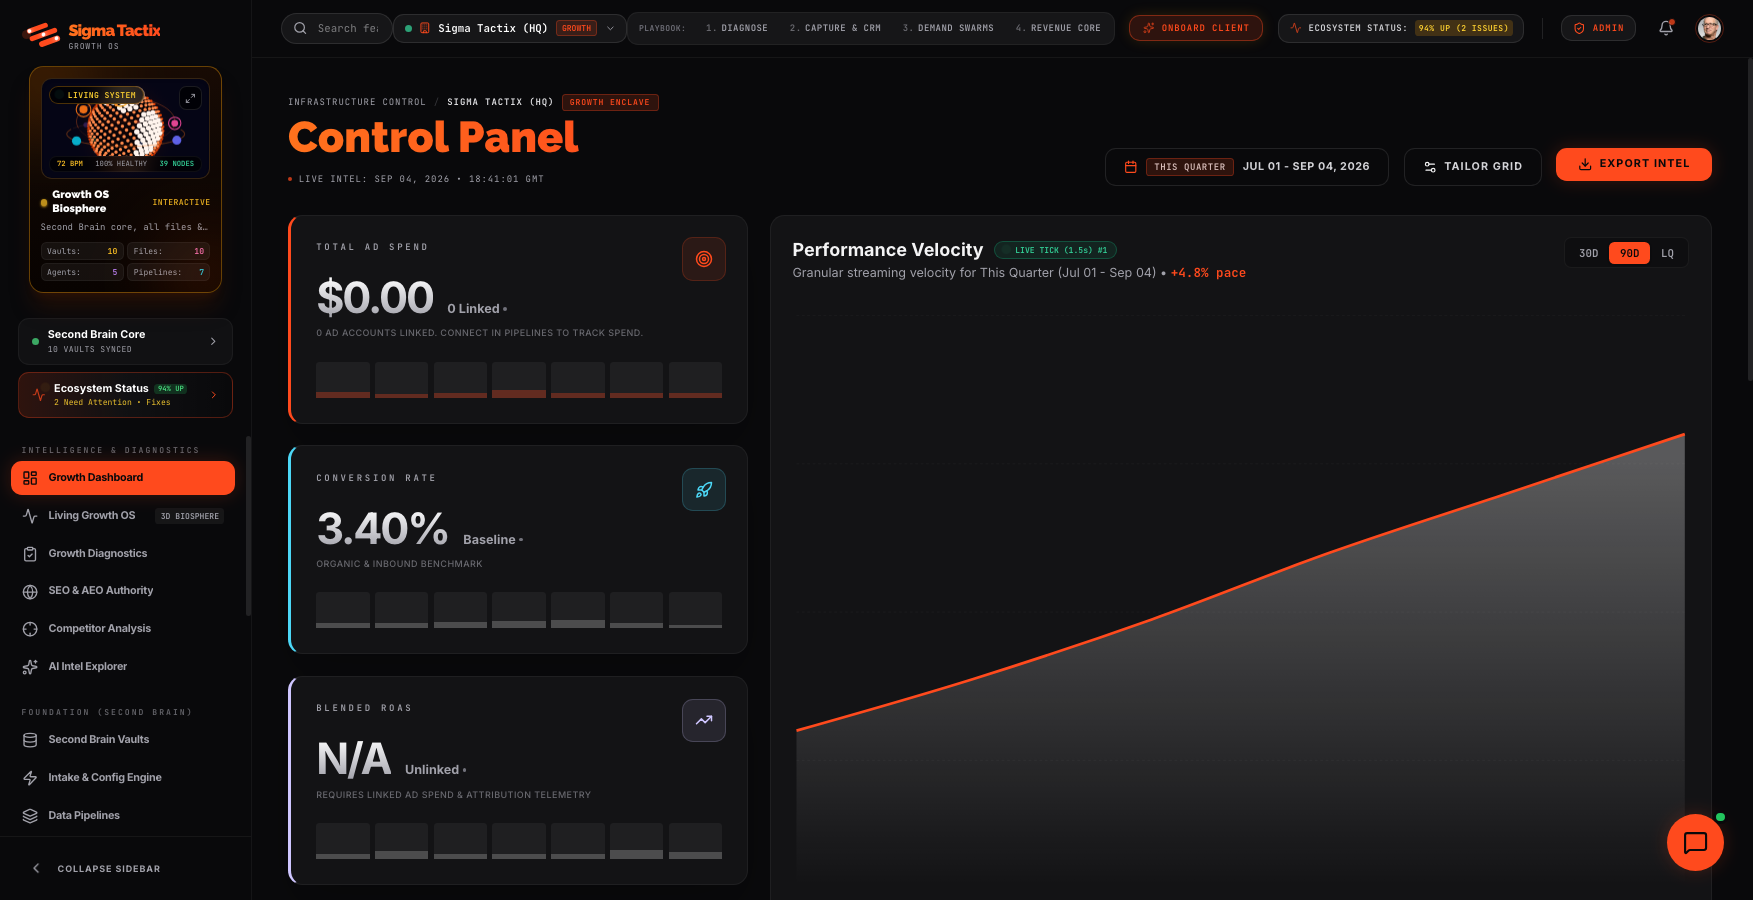 Sigma Tactix
GROWTH OS
LIVING SYSTEM
72 BPM 100% HEALTHY 39 NODES
Growth OS Biosphere INTERACTIVE
Second Brain core, all files &…
Vaults: 10 Files: 10
Agents: 5 Pipelines: 7
Second Brain Core
10 VAULTS SYNCED
Ecosystem Status 94% UP
2 Need Attention • Fixes
INTELLIGENCE & DIAGNOSTICS
Growth Dashboard
Living Growth OS 3D BIOSPHERE
Growth Diagnostics
SEO & AEO Authority
Competitor Analysis
AI Intel Explorer
FOUNDATION (SECOND BRAIN)
Second Brain Vaults
Intake & Config Engine
Data Pipelines
COLLAPSE SIDEBAR
Search Sigma Tactix (HQ) GROWTH PLAYBOOK: 1. DIAGNOSE 2. CAPTURE & CRM 3. DEMAND SWARMS 4. REVENUE CORE ONBOARD CLIENT ECOSYSTEM STATUS: 94% UP (2 ISSUES) ADMIN
INFRASTRUCTURE CONTROL / SIGMA TACTIX (HQ) GROWTH ENCLAVE
Control Panel
• LIVE INTEL: SEP 04, 2026 • 18:41:01 GMT
THIS QUARTER JUL 01 - SEP 04, 2026 TAILOR GRID EXPORT INTEL
TOTAL AD SPEND
$0.00 0 Linked •
0 AD ACCOUNTS LINKED. CONNECT IN PIPELINES TO TRACK SPEND.
CONVERSION RATE
3.40% Baseline •
ORGANIC & INBOUND BENCHMARK
BLENDED ROAS
N/A Unlinked •
REQUIRES LINKED AD SPEND & ATTRIBUTION TELEMETRY
Performance Velocity LIVE TICK (1.5s) #1
Granular streaming velocity for This Quarter (Jul 01 - Sep 04) • +4.8% pace
30D 90D LQ